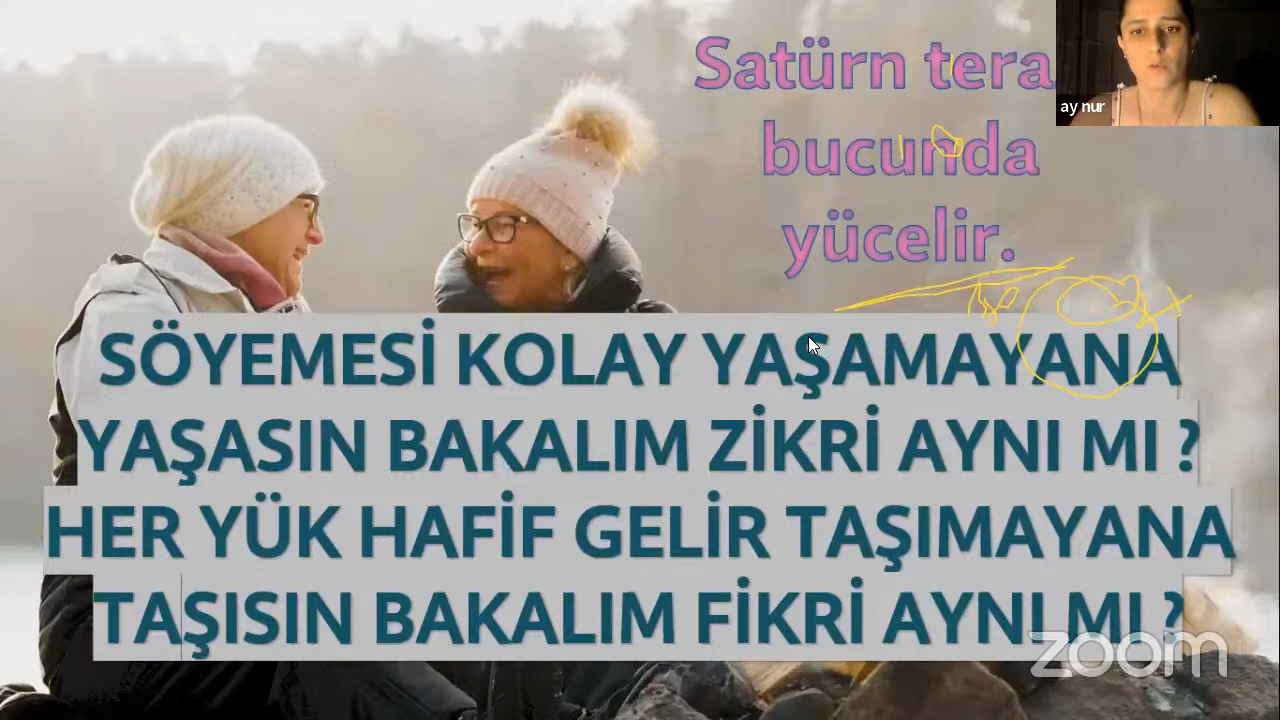 Satürn tera
bucunda
yücelir.
ay nur
SÖYEMESİ KOLAY YAŞAMAYANA
YAŞASIN BAKALIM ZİKRİ AYNI MI ?
HER YÜK HAFİF GELİR TAŞIMAYANA
TAŞISIN BAKALIM FİKRİ AYNI MI ?
zoom